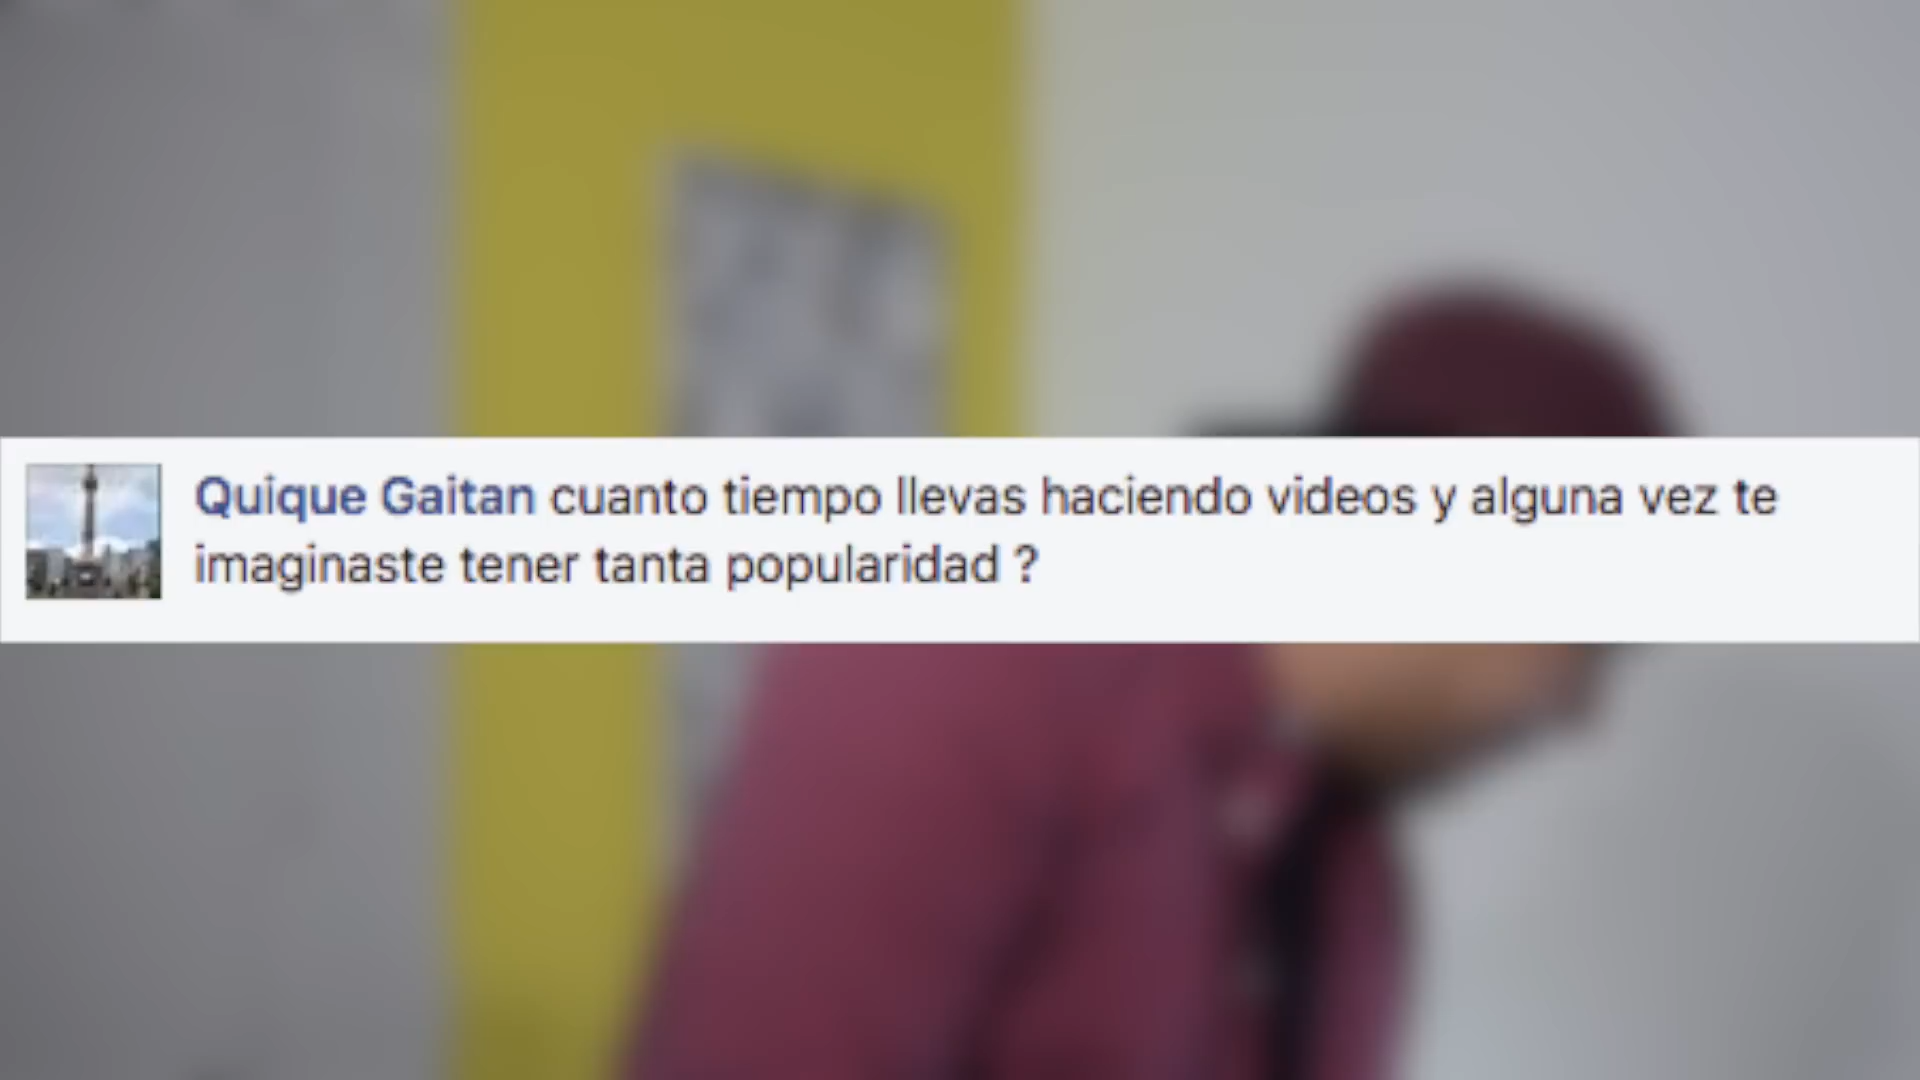 Quique Gaitan cuanto tiempo llevas haciendo videos y alguna vez te
imaginaste tener tanta popularidad ?